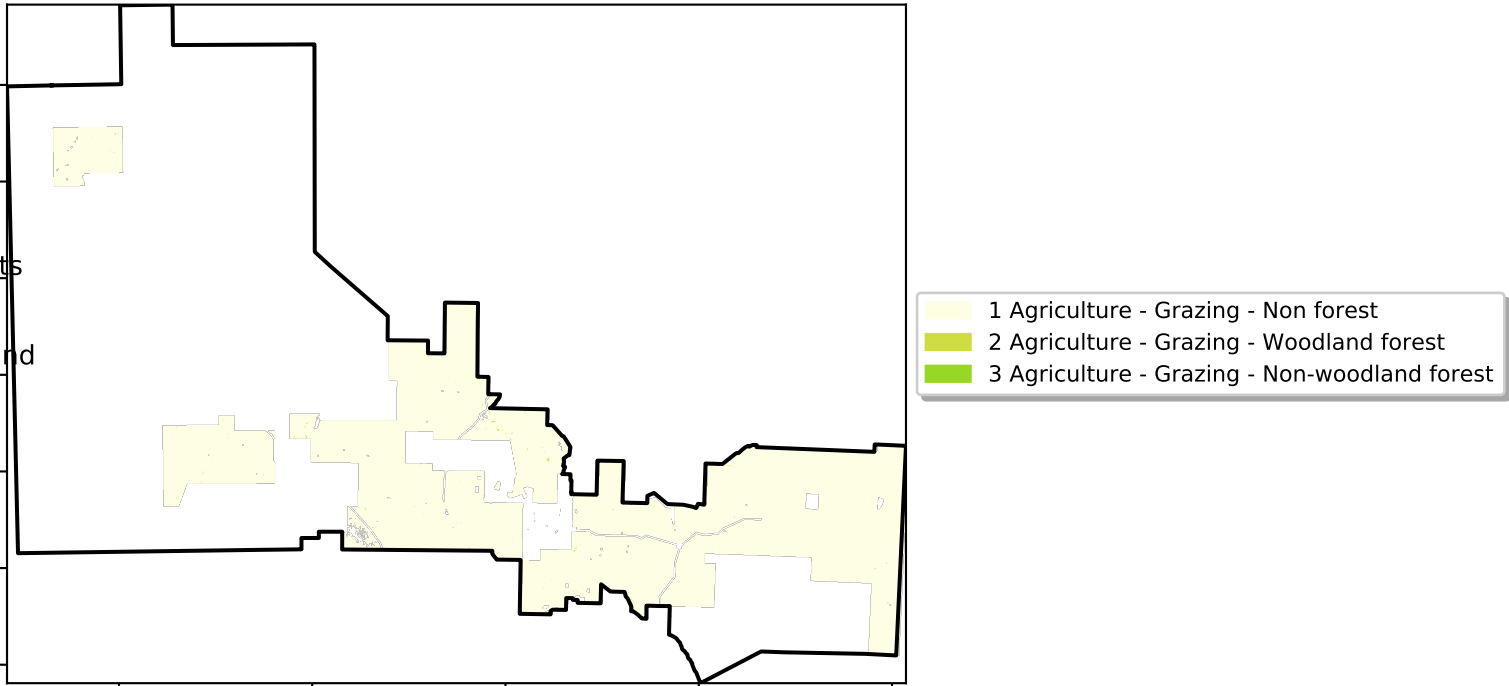 ts
nd
1 Agriculture - Grazing - Non forest
2 Agriculture - Grazing - Woodland forest
3 Agriculture - Grazing - Non-woodland forest